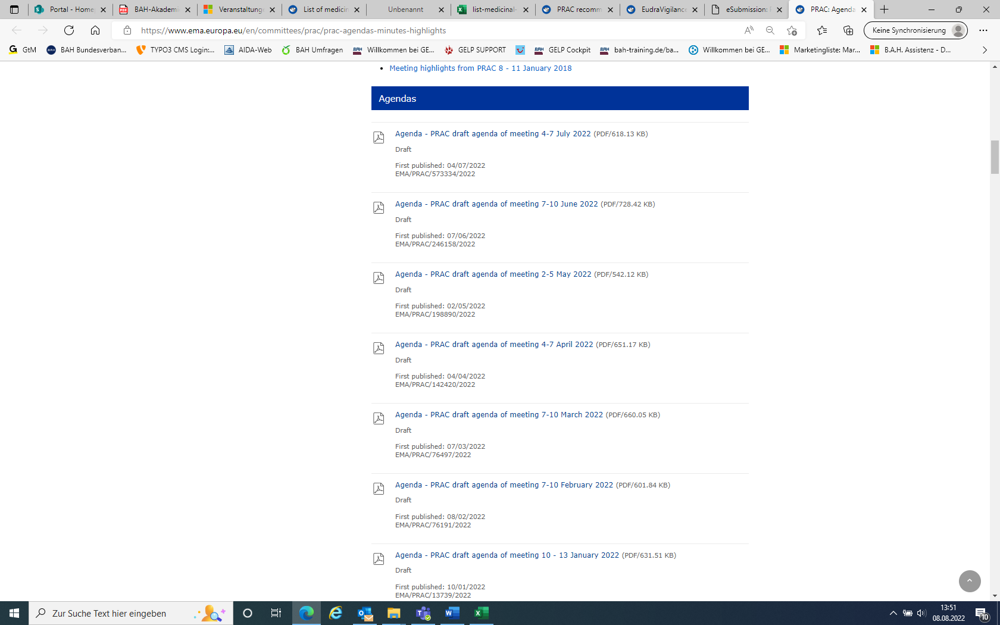 Portal - Home
BAH-Akademi
Veranstaltung
List of medicin
Unbenannt
list-medicinal-
PRAC recomm
EudraVigilance
eSubmission:
PRAC: Agenda
https://www.ema.europa.eu/en/committees/prac/prac-agendas-minutes-highlights
Keine Synchronisierung
GtM
BAH Bundesverban...
TYPO3 CMS Login:...
AIDA-Web
BAH Umfragen
Willkommen bei GE...
GELP SUPPORT
GELP Cockpit
bah-training.de/ba...
Willkommen bei GE...
Marketingliste: Mar...
B.A.H. Assistenz - D...
Meeting highlights from PRAC 8 - 11 January 2018
Agendas
Agenda - PRAC draft agenda of meeting 4-7 July 2022 (PDF/618.13 KB)
Draft
First published: 04/07/2022
EMA/PRAC/573334/2022
Agenda - PRAC draft agenda of meeting 7-10 June 2022 (PDF/728.42 KB)
Draft
First published: 07/06/2022
EMA/PRAC/246158/2022
Agenda - PRAC draft agenda of meeting 2-5 May 2022 (PDF/542.12 KB)
Draft
First published: 02/05/2022
EMA/PRAC/198890/2022
Agenda - PRAC draft agenda of meeting 4-7 April 2022 (PDF/651.17 KB)
Draft
First published: 04/04/2022
EMA/PRAC/142420/2022
Agenda - PRAC draft agenda of meeting 7-10 March 2022 (PDF/660.05 KB)
Draft
First published: 07/03/2022
EMA/PRAC/76497/2022
Agenda - PRAC draft agenda of meeting 7-10 February 2022 (PDF/601.84 KB)
Draft
First published: 08/02/2022
EMA/PRAC/76191/2022
Agenda - PRAC draft agenda of meeting 10 - 13 January 2022 (PDF/631.51 KB)
Draft
First published: 10/01/2022
EMA/PRAC/13739/2022
Zur Suche Text hier eingeben
13:51
08.08.2022
10